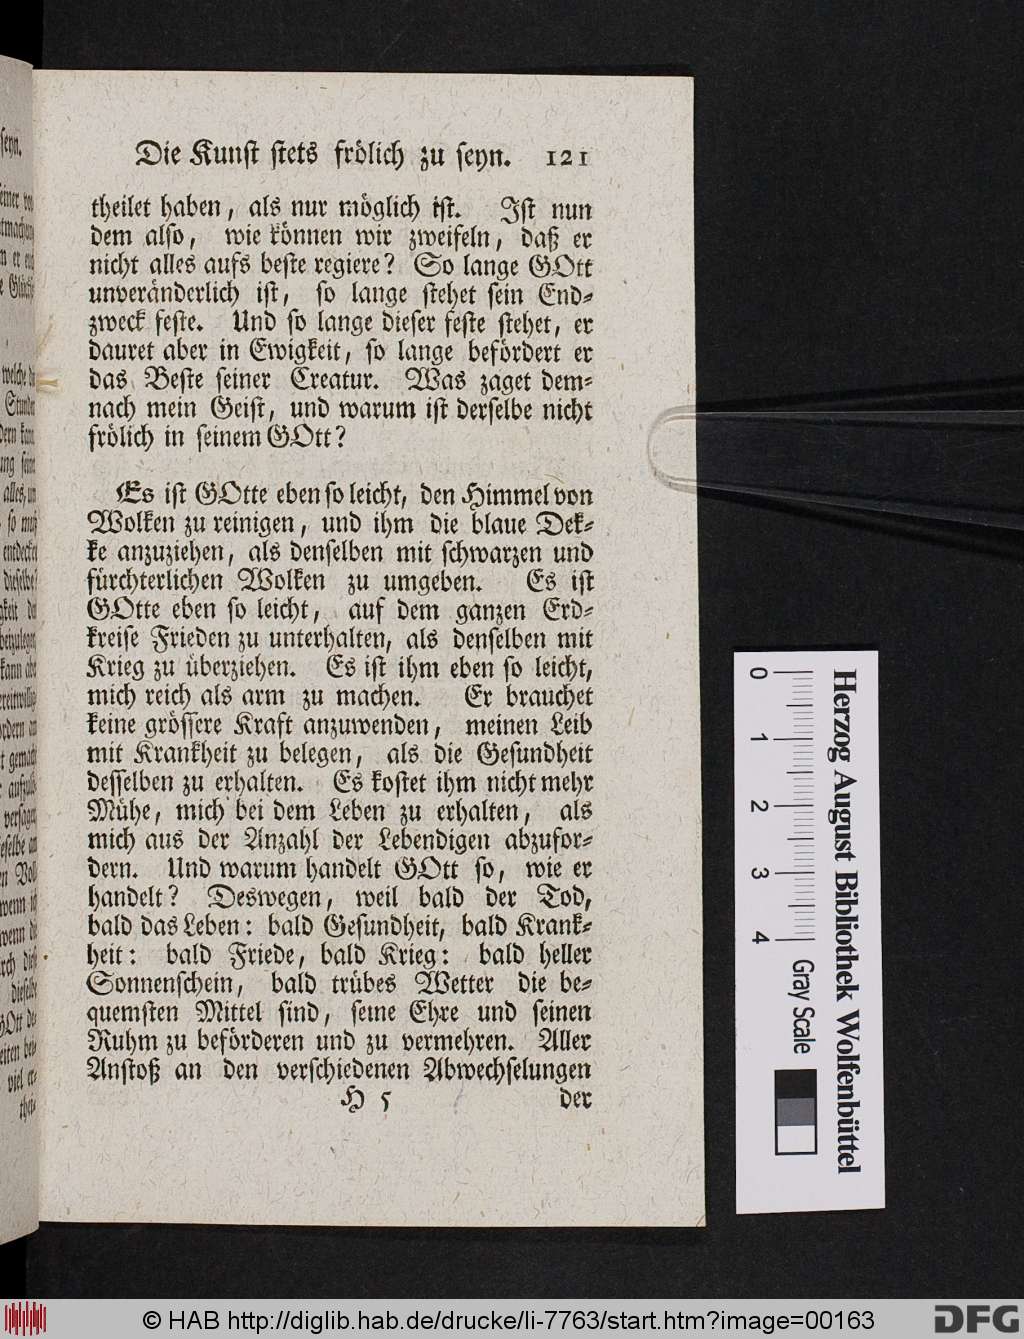 Die Kunst stets frölich zu seyn. 121
theilet haben, als nur möglich ist. Ist nun
dem also, wie können wir zweifeln, daß er
nicht alles aufs beste regiere? So lange GOtt
unveränderlich ist, so lange stehet sein End-
zweck feste. Und so lange dieser feste stehet, er
dauret aber in Ewigkeit, so lange befördert er
das Beste seiner Creatur. Was zaget dem-
nach mein Geist, und warum ist derselbe nicht
frölich in seinem GOtt?
Es ist GOtte eben so leicht, den Himmel von
Wolken zu reinigen, und ihm die blaue Dek-
ke anzuziehen, als denselben mit schwarzen und
fürchterlichen Wolken zu umgeben. Es ist
GOtte eben so leicht, auf dem ganzen Erd-
kreise Frieden zu unterhalten, als denselben mit
Krieg zu überziehen. Es ist ihm eben so leicht,
mich reich als arm zu machen. Er brauchet
keine grössere Kraft anzuwenden, meinen Leib
mit Krankheit zu belegen, als die Gesundheit
desselben zu erhalten. Es kostet ihm nicht mehr
Mühe, mich bei dem Leben zu erhalten, als
mich aus der Anzahl der Lebendigen abzufor-
dern. Und warum handelt GOtt so, wie er
handelt? Deswegen, weil bald der Tod,
bald das Leben: bald Gesundheit, bald Krank-
heit: bald Friede, bald Krieg: bald heller
Sonnenschein, bald trübes Wetter die be-
quemsten Mittel sind, seine Ehre und seinen
Ruhm zu beförderen und zu vermehren. Aller
Anstoß an den verschiedenen Abwechselungen
H 5 der
0 1 2 3 4 Gray Scale
Herzog August Bibliothek Wolfenbüttel
© HAB http://diglib.hab.de/drucke/li-7763/start.htm?image=00163
DFG